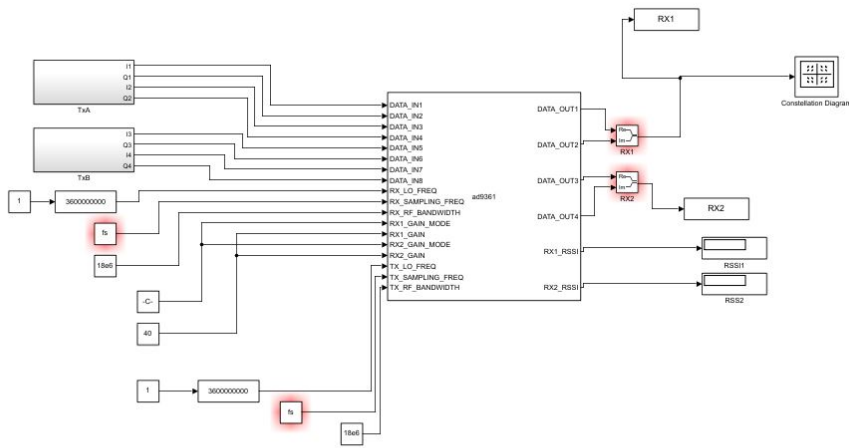 RX1
Constellation Diagram
I1
Q1
I2
Q2
TxA
I3
Q3
I4
Q4
TxB
DATA_IN1
DATA_IN2
DATA_IN3
DATA_IN4
DATA_IN5
DATA_IN6
DATA_IN7
DATA_IN8
RX_LO_FREQ
RX_SAMPLING_FREQ
RX_RF_BANDWIDTH
RX1_GAIN_MODE
RX1_GAIN
RX2_GAIN_MODE
RX2_GAIN
TX_LO_FREQ
TX_SAMPLING_FREQ
TX_RF_BANDWIDTH
ad9361
DATA_OUT1
DATA_OUT2
DATA_OUT3
DATA_OUT4
RX1_RSSI
RX2_RSSI
Re
Im
RX1
Re
Im
RX2
RX2
RSSI1
RSS2
1
3600000000
fs
18e6
-C-
40
1
3600000000
fs
18e6